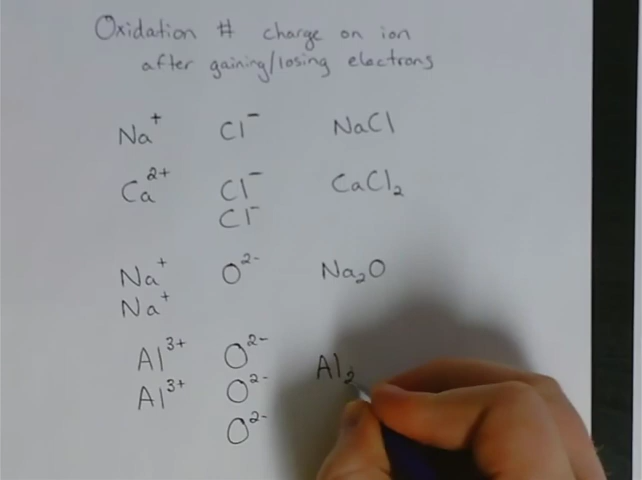 Oxidation # charge on ion
after gaining/losing electrons
Na⁺ Cl⁻ NaCl
Ca²⁺ Cl⁻ CaCl₂
Cl⁻
Na⁺ O²⁻ Na₂O
Na⁺
Al³⁺ O²⁻ Al₂
Al³⁺ O²⁻
O²⁻